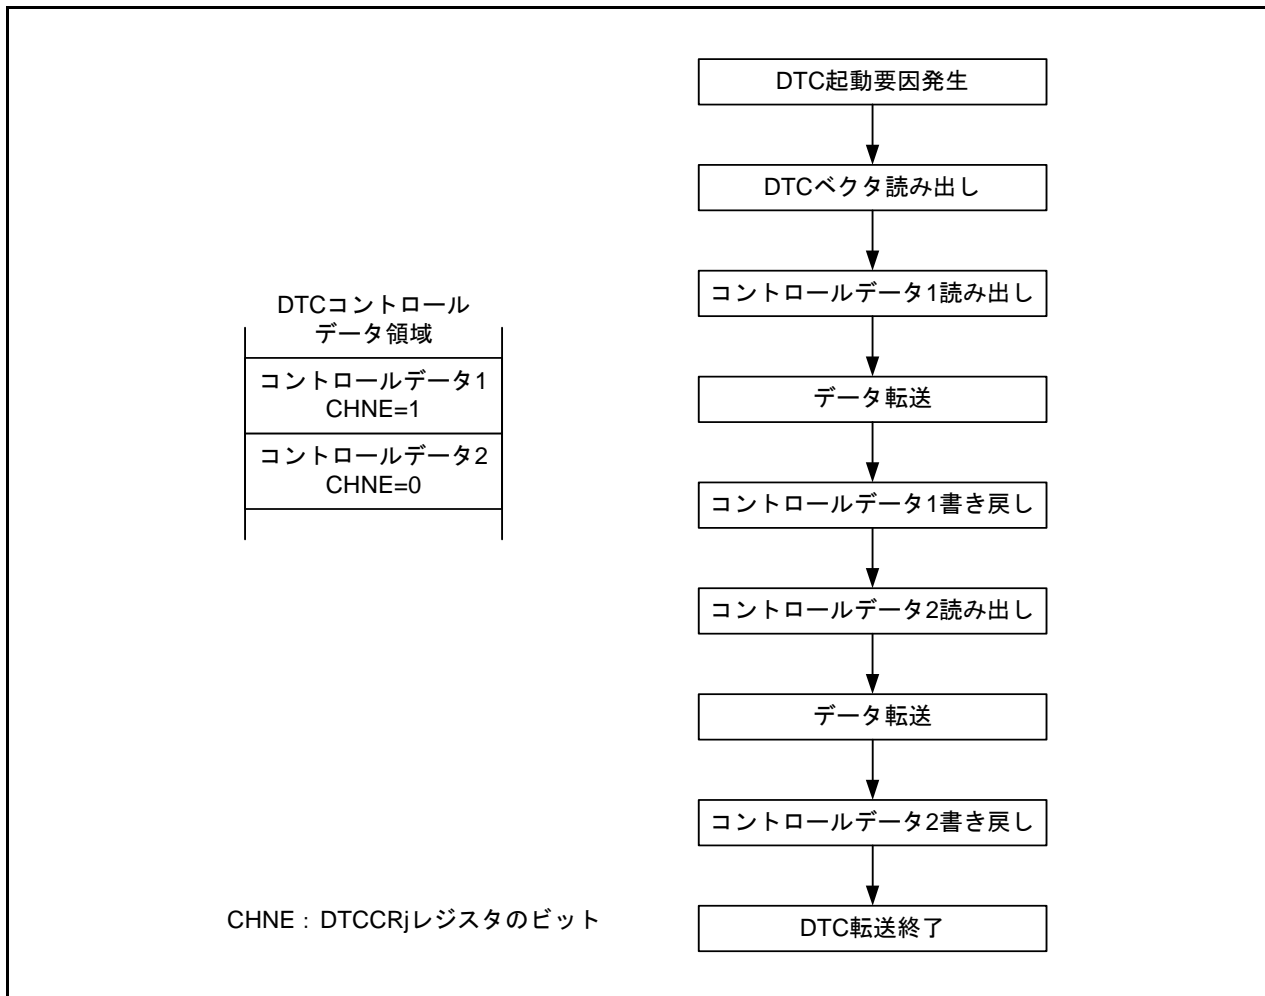 DTC起動要因発生
DTCベクタ読み出し
コントロールデータ1読み出し
データ転送
コントロールデータ1書き戻し
コントロールデータ2読み出し
データ転送
コントロールデータ2書き戻し
DTC転送終了
DTCコントロール
データ領域
コントロールデータ1
CHNE=1
コントロールデータ2
CHNE=0
CHNE：DTCCRjレジスタのビット